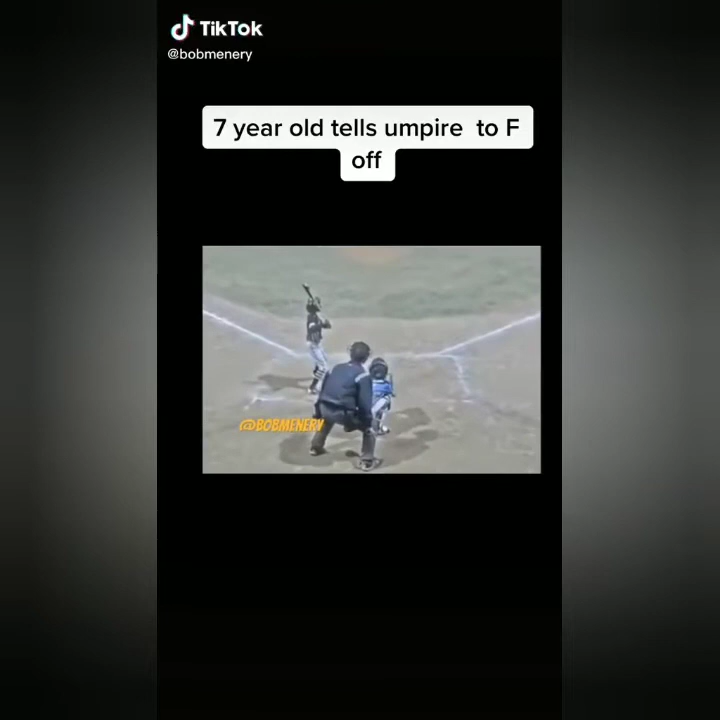 TikTok
@bobmenery
7 year old tells umpire to F
off
@BOBMENERY